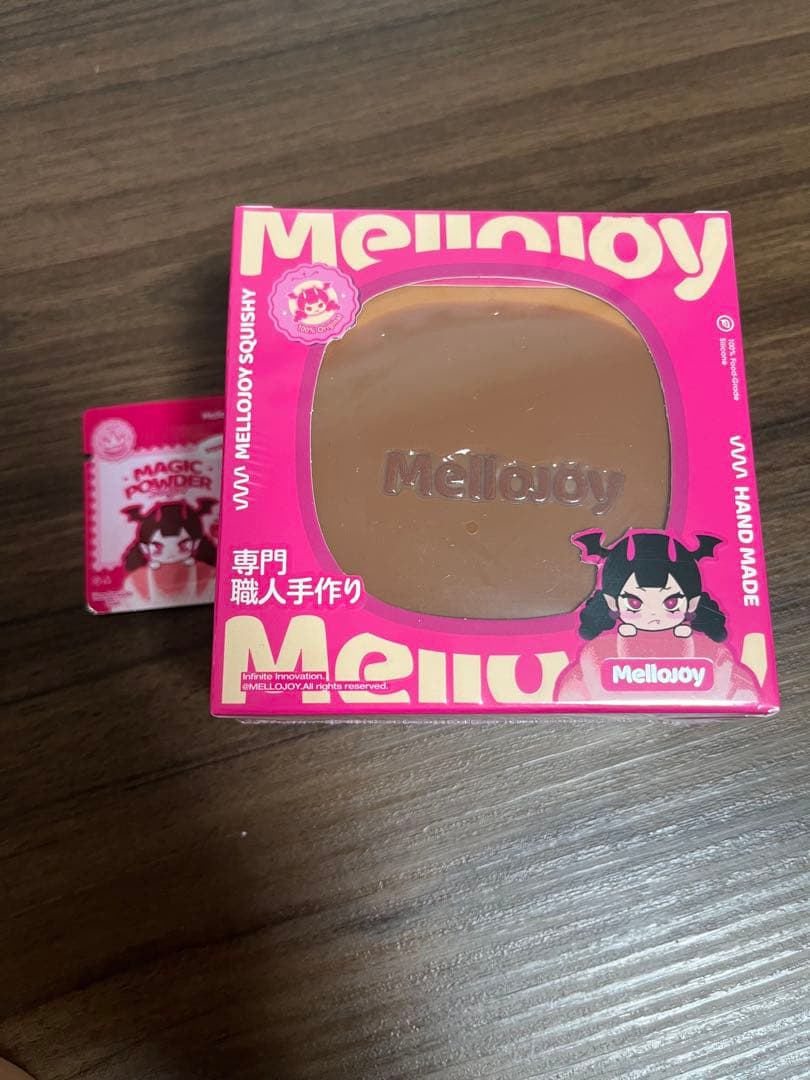 Mellojoy
100% Original
MELLOJOY SQUISHY
100% Food-Grade
Silicone
HAND MADE
Mellojoy
MAGIC
POWDER
専門
職人手作り
Infinite Innovation.
@MELLOJOY.All rights reserved.
Mellojoy